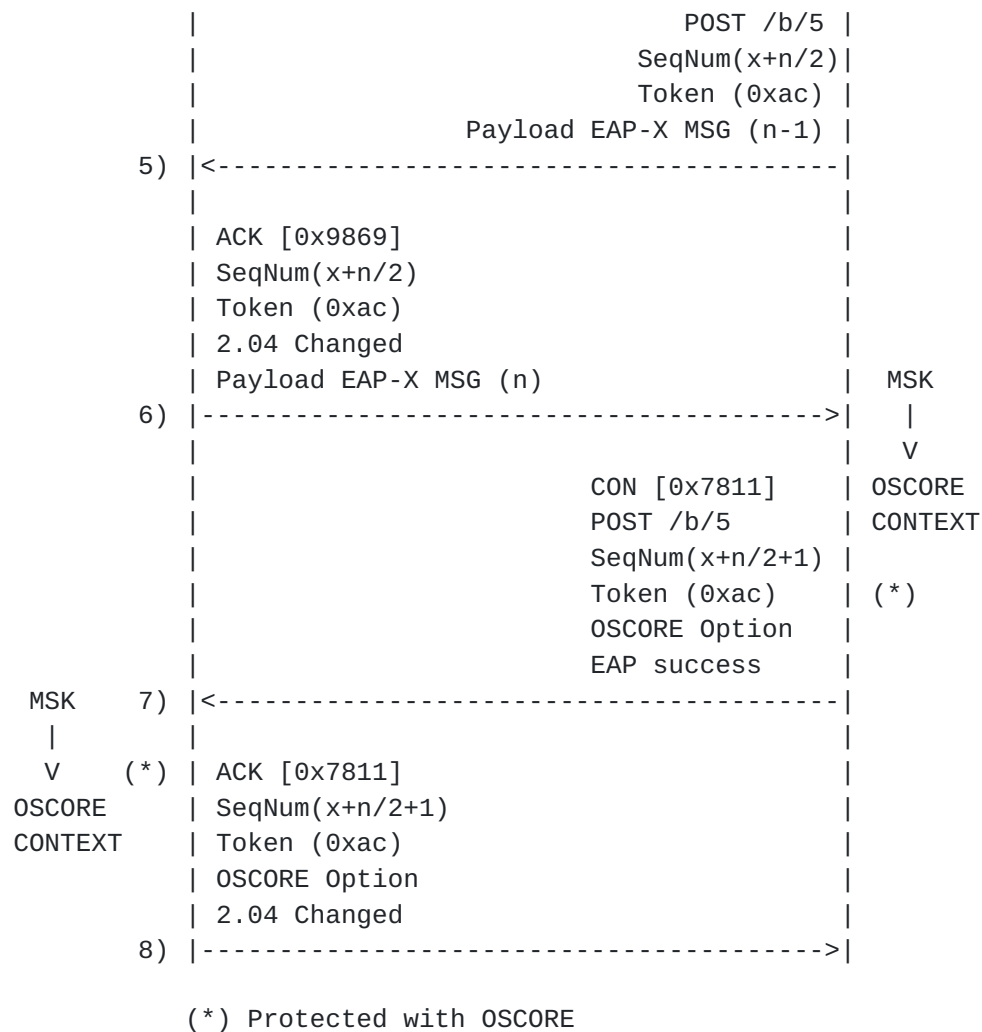 |                                POST /b/5 |
|                             SeqNum(x+n/2)|
|                             Token (0xac) |
|                  Payload EAP-X MSG (n-1) |
5) |<-----------------------------------------|
|                                          |
| ACK [0x9869]                             |
| SeqNum(x+n/2)                            |
| Token (0xac)                             |
| 2.04 Changed                             |
| Payload EAP-X MSG (n)                    |  MSK
6) |---------------------------------------->|   |
|                                          |   V
|                         CON [0x7811]     | OSCORE
|                         POST /b/5        | CONTEXT
|                         SeqNum(x+n/2+1)  |
|                         Token (0xac)     | (*)
|                         OSCORE Option    |
|                         EAP success      |
MSK    7) |<-----------------------------------------|
|        |                                          |
V    (*) | ACK [0x7811]                             |
OSCORE     | SeqNum(x+n/2+1)                          |
CONTEXT    | Token (0xac)                             |
| OSCORE Option                            |
| 2.04 Changed                             |
8) |---------------------------------------->|
(*) Protected with OSCORE